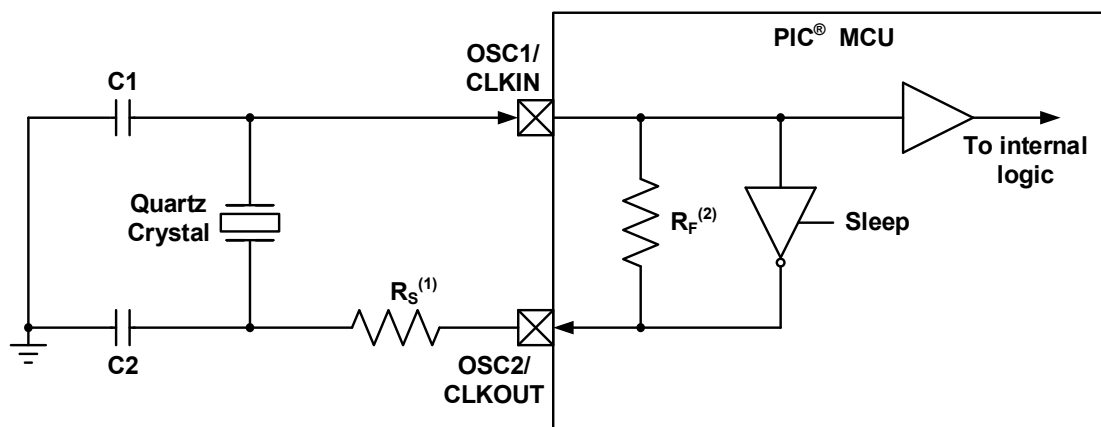 PIC® MCU
OSC1/
CLKIN
C1
To internal
logic
Quartz
Crystal
RF(2)
Sleep
RS(1)
C2
OSC2/
CLKOUT